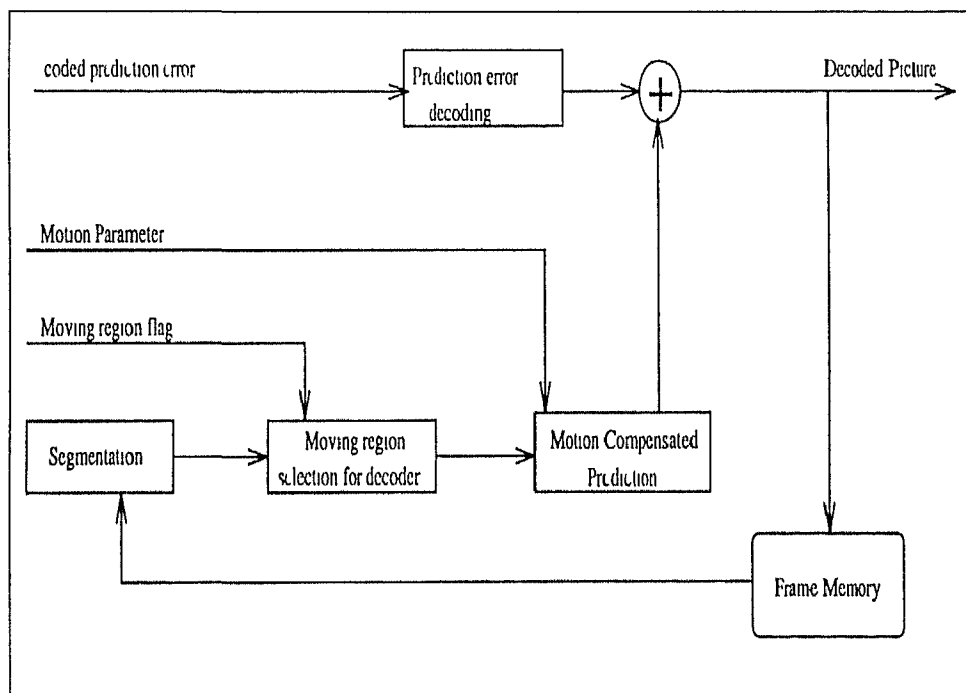 coded prediction error
Prediction error
decoding
+
Decoded Picture
Motion Parameter
Moving region flag
Segmentation
Moving region
selection for decoder
Motion Compensated
Prediction
Frame Memory